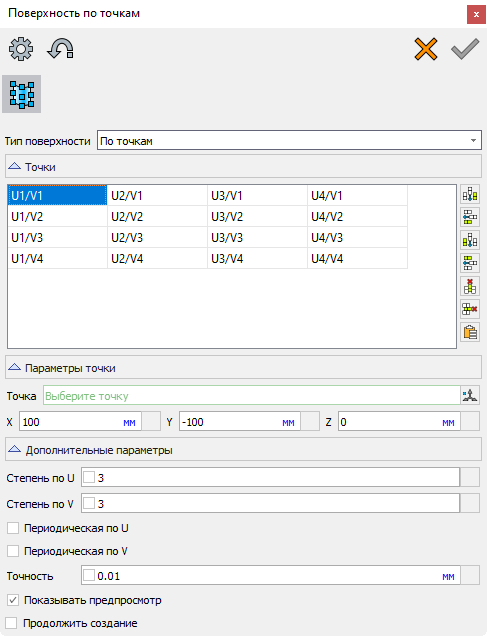 Поверхность по точкам
Тип поверхности По точкам
Точки
U1/V1 U2/V1 U3/V1 U4/V1
U1/V2 U2/V2 U3/V2 U4/V2
U1/V3 U2/V3 U3/V3 U4/V3
U1/V4 U2/V4 U3/V4 U4/V4
Параметры точки
Точка Выберите точку
X 100 мм Y -100 мм Z 0 мм
Дополнительные параметры
Степень по U 3
Степень по V 3
Периодическая по U
Периодическая по V
Точность 0.01 мм
Показывать предпросмотр
Продолжить создание